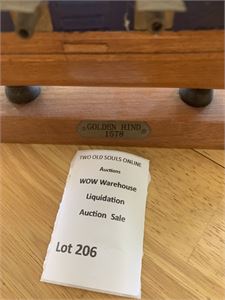 GOLDEN HIND
1578
TWO OLD SOULS ONLINE
Auctions
WOW Warehouse
Liquidation
Auction Sale
Lot 206